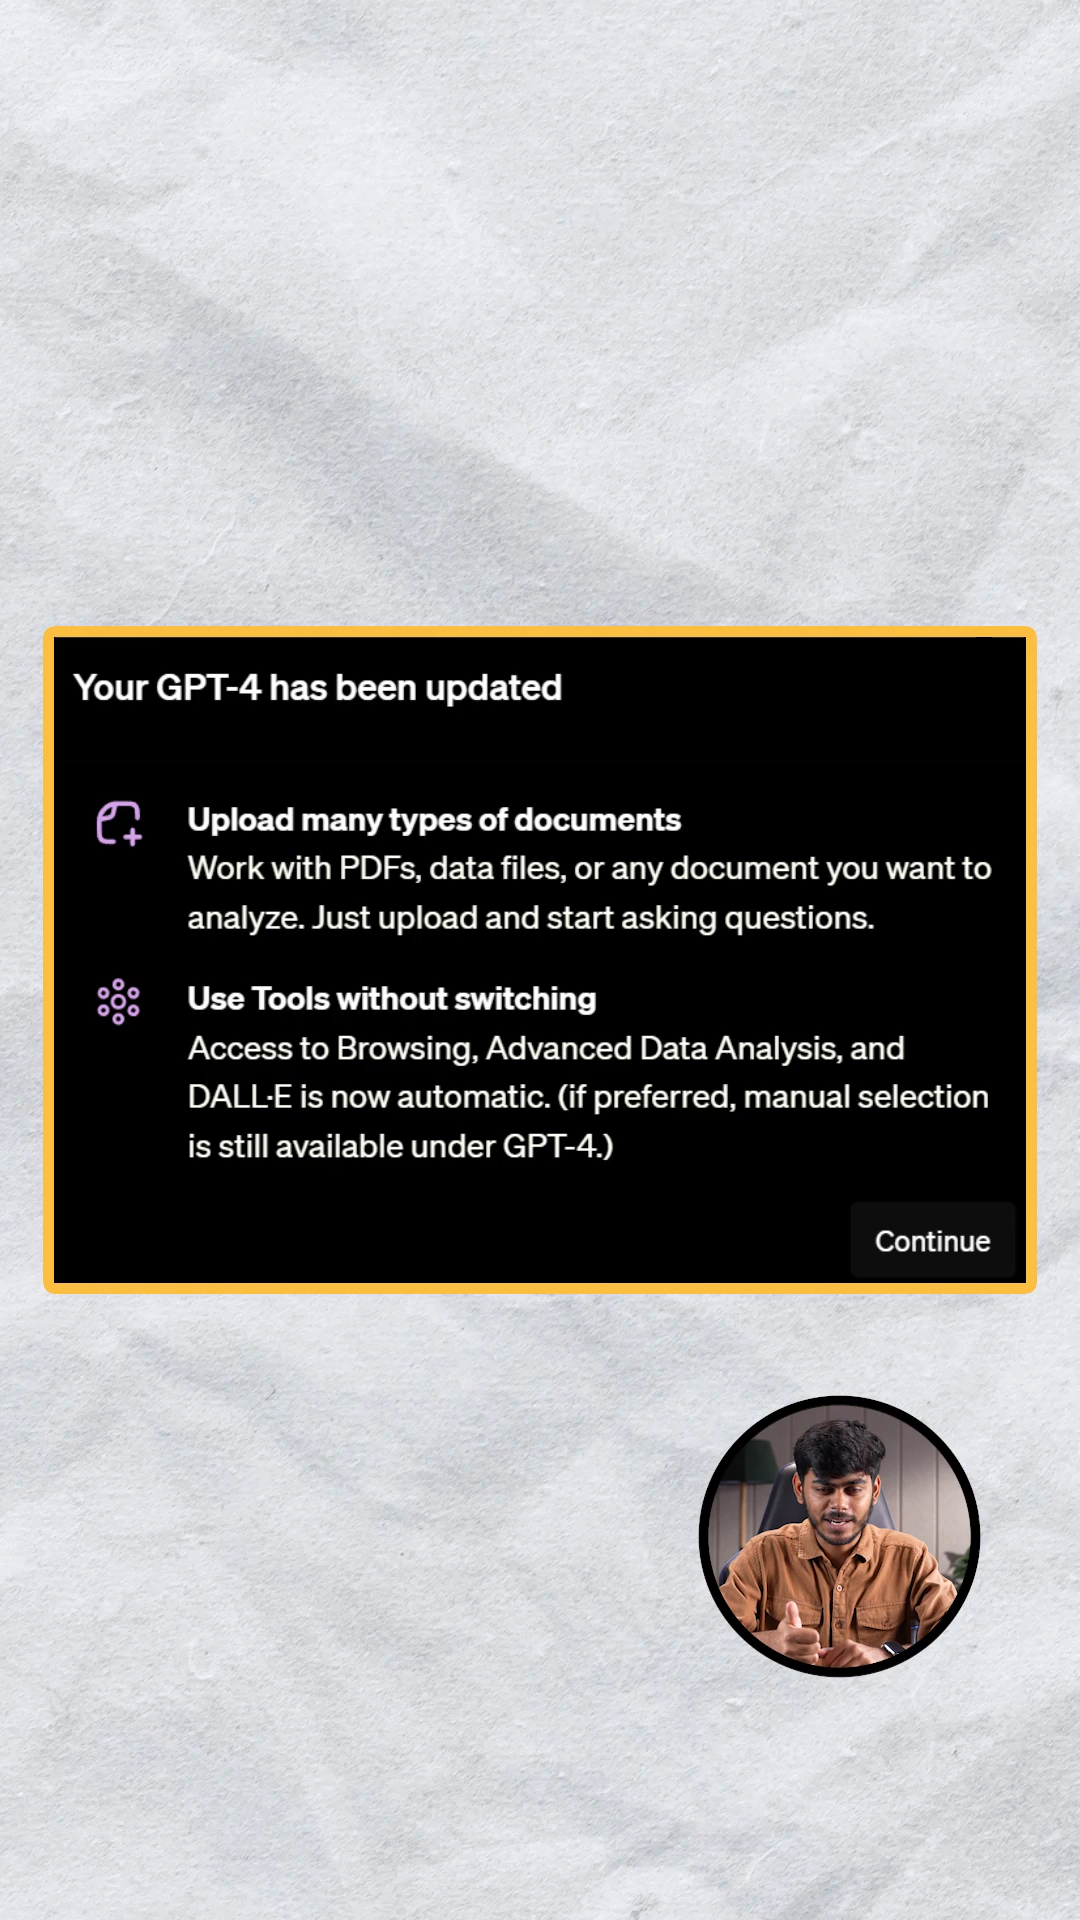 Your GPT-4 has been updated
Upload many types of documents
Work with PDFs, data files, or any document you want to
analyze. Just upload and start asking questions.
Use Tools without switching
Access to Browsing, Advanced Data Analysis, and
DALL·E is now automatic. (if preferred, manual selection
is still available under GPT-4.)
Continue